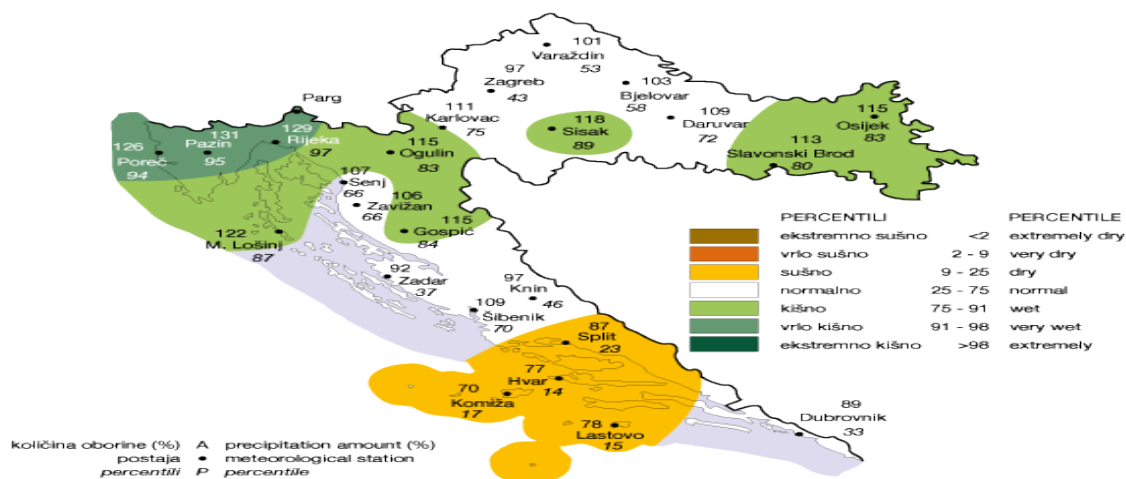 101
Varaždin
53
97
Zagreb
43
103
Bjelovar
58
Parg
111
Karlovac
75
109
Daruvar
72
118
Sisak
89
115
Osijek
83
113
Slavonski Brod
80
126
Poreč
94
131
Pazin
95
129
Rijeka
97
115
Ogulin
83
107
Senj
66
106
Zavižan
66
115
Gospić
84
122
M. Lošinj
87
92
Zadar
37
97
Knin
46
109
Šibenik
70
87
Split
23
77
Hvar
14
70
Komiža
17
78
Lastovo
15
89
Dubrovnik
33
PERCENTILI PERCENTILE
ekstremno sušno <2 extremely dry
vrlo sušno 2 - 9 very dry
sušno 9 - 25 dry
normalno 25 - 75 normal
kišno 75 - 91 wet
vrlo kišno 91 - 98 very wet
ekstremno kišno >98 extremely
količina oborine (%) A precipitation amount (%)
postaja • meteorological station
percentili P percentile